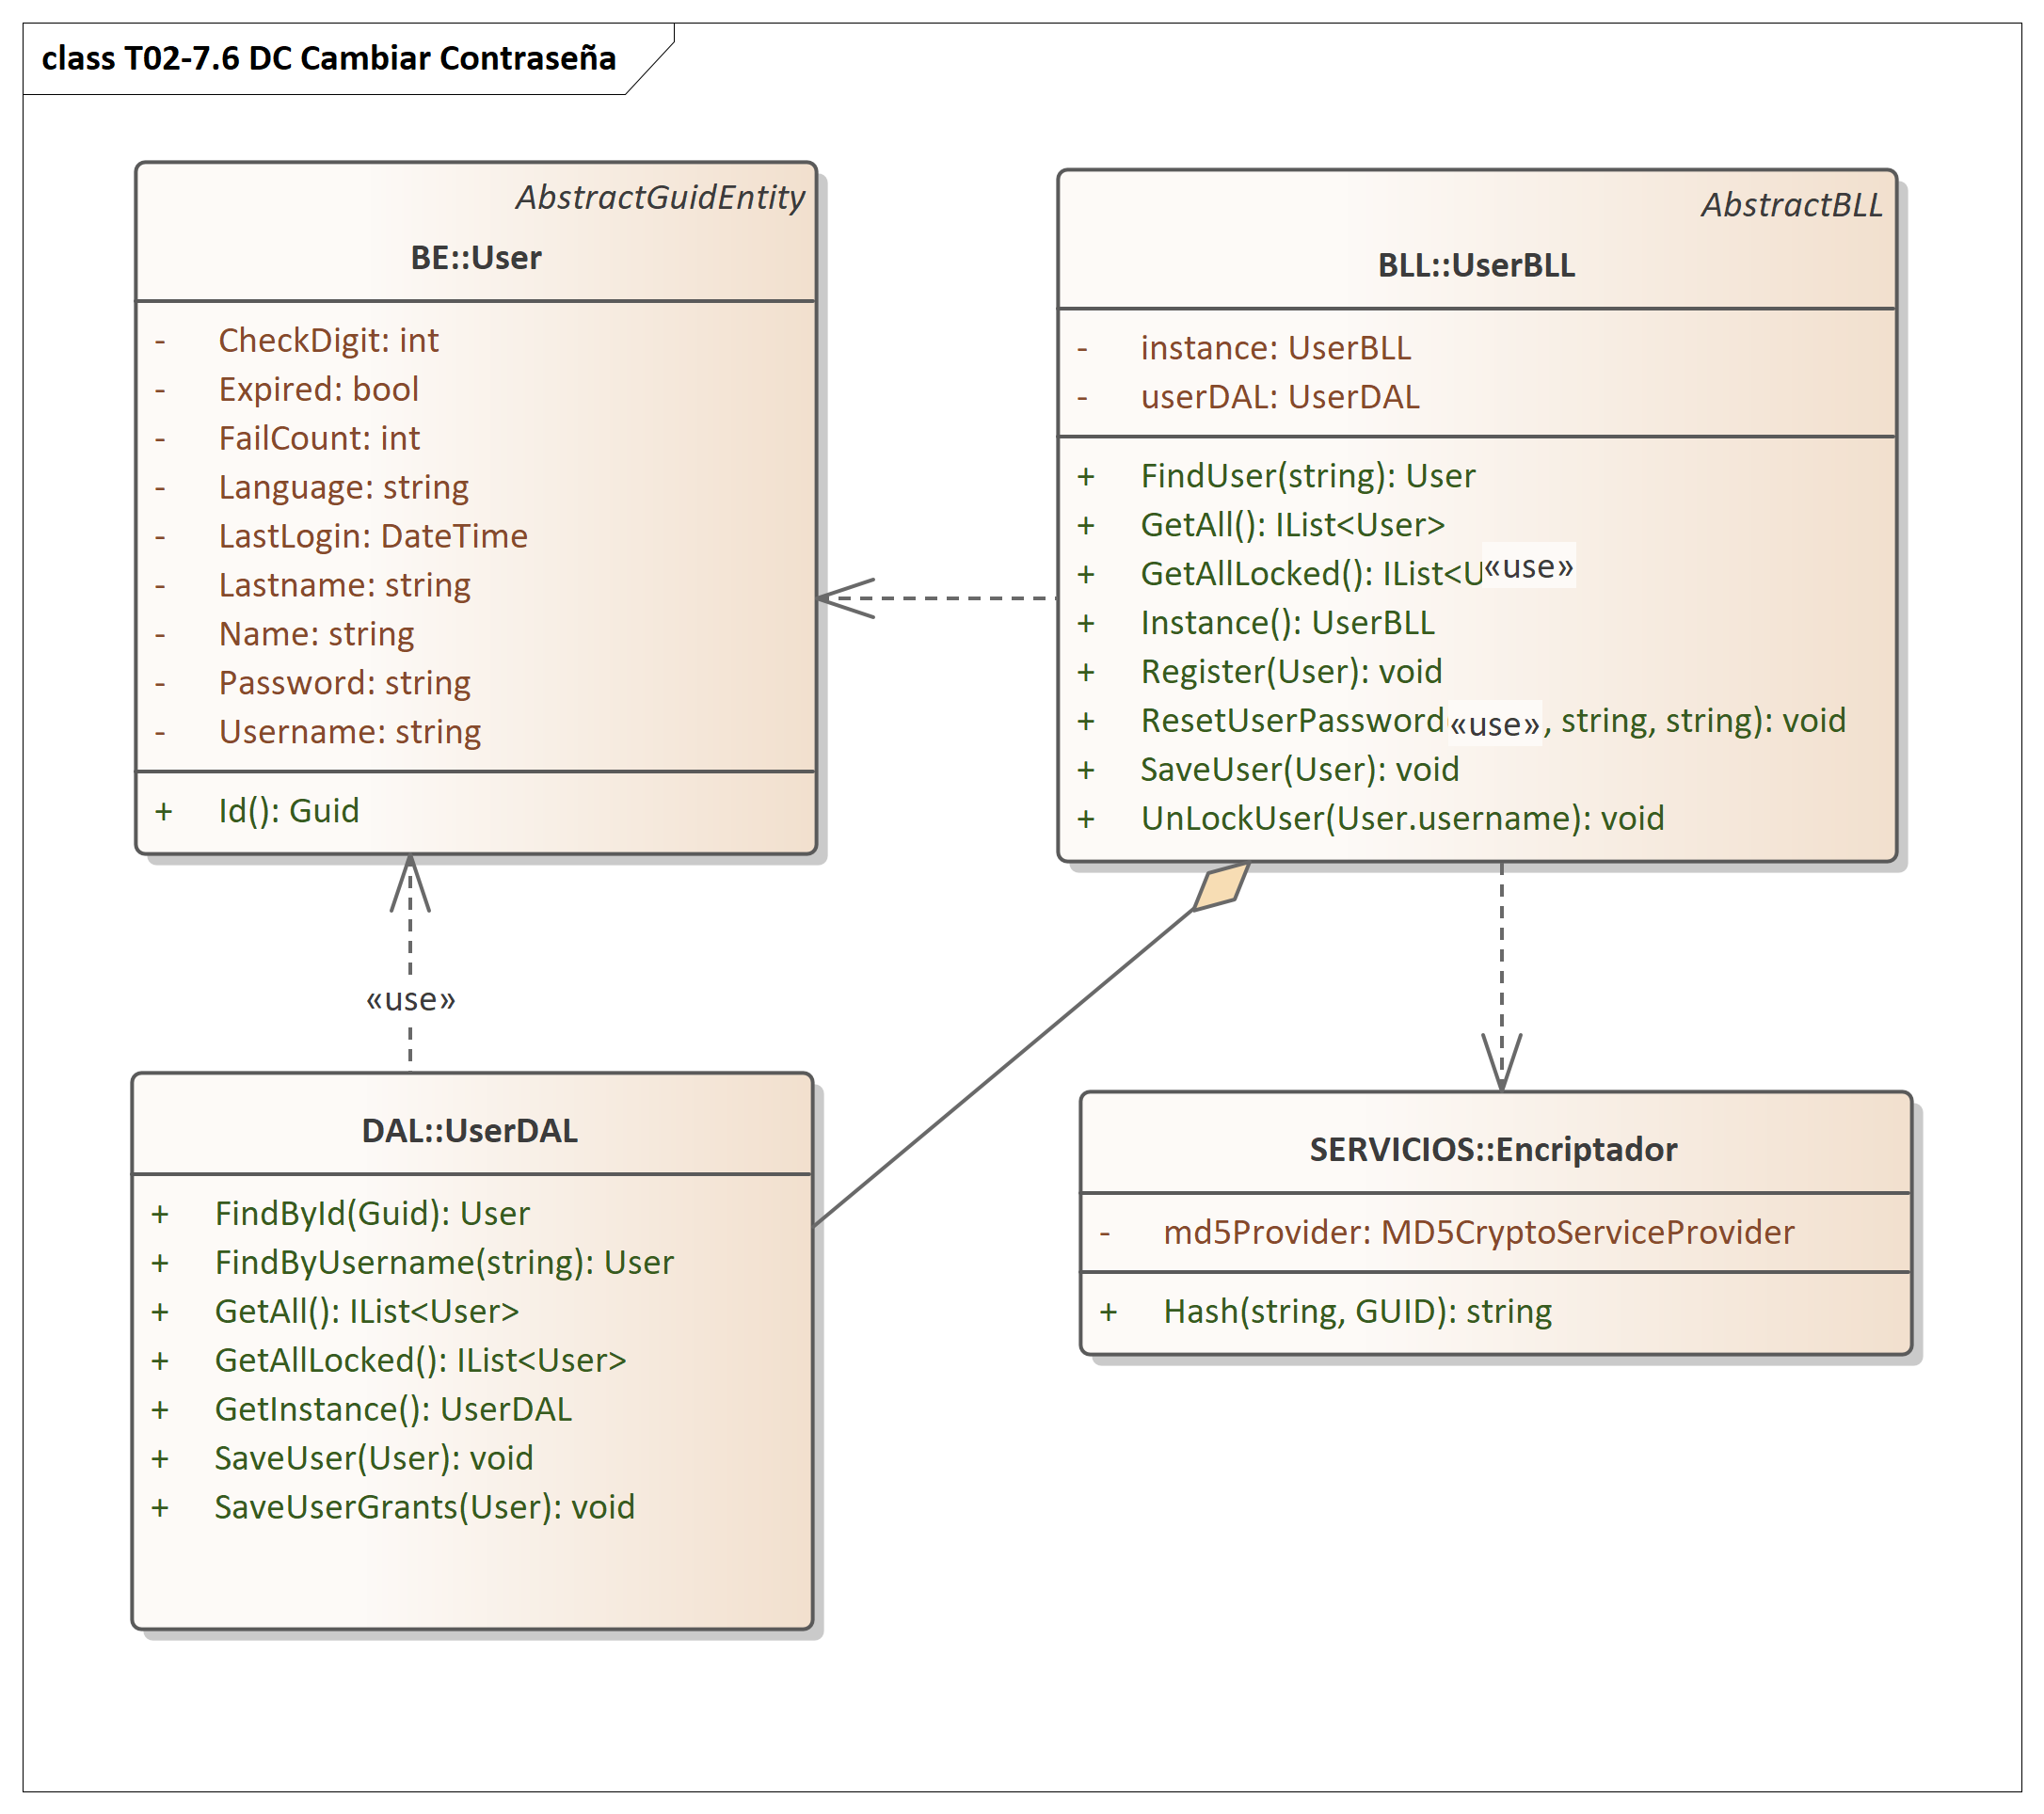 class T02-7.6 DC Cambiar Contraseña
AbstractGuidEntity
BE::User
- CheckDigit: int
- Expired: bool
- FailCount: int
- Language: string
- LastLogin: DateTime
- Lastname: string
- Name: string
- Password: string
- Username: string
+ Id(): Guid
AbstractBLL
BLL::UserBLL
- instance: UserBLL
- userDAL: UserDAL
+ FindUser(string): User
+ GetAll(): IList<User>
+ GetAllLocked(): IList<U
«use»
+ Instance(): UserBLL
+ Register(User): void
+ ResetUserPassword «use» , string, string): void
+ SaveUser(User): void
+ UnLockUser(User.username): void
«use»
DAL::UserDAL
+ FindById(Guid): User
+ FindByUsername(string): User
+ GetAll(): IList<User>
+ GetAllLocked(): IList<User>
+ GetInstance(): UserDAL
+ SaveUser(User): void
+ SaveUserGrants(User): void
SERVICIOS::Encriptador
- md5Provider: MD5CryptoServiceProvider
+ Hash(string, GUID): string